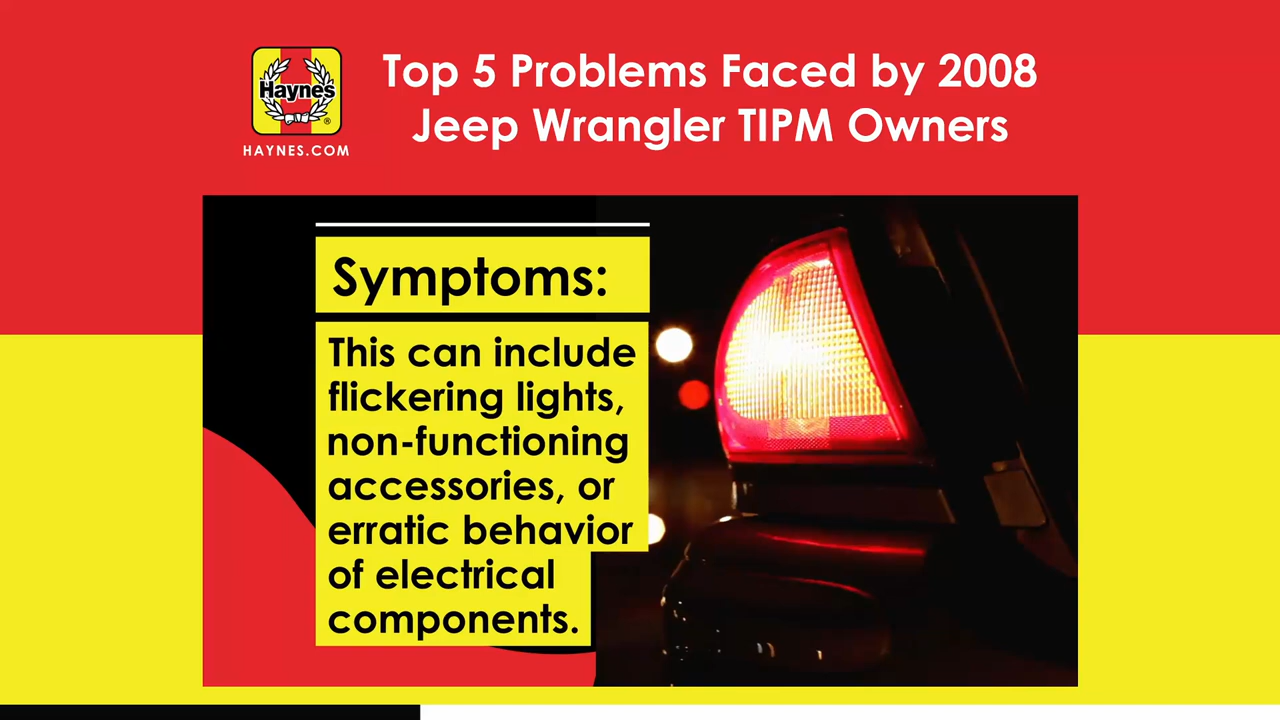 Haynes
®
HAYNES.COM
Top 5 Problems Faced by 2008
Jeep Wrangler TIPM Owners
Symptoms:
This can include
flickering lights,
non-functioning
accessories, or
erratic behavior
of electrical
components.